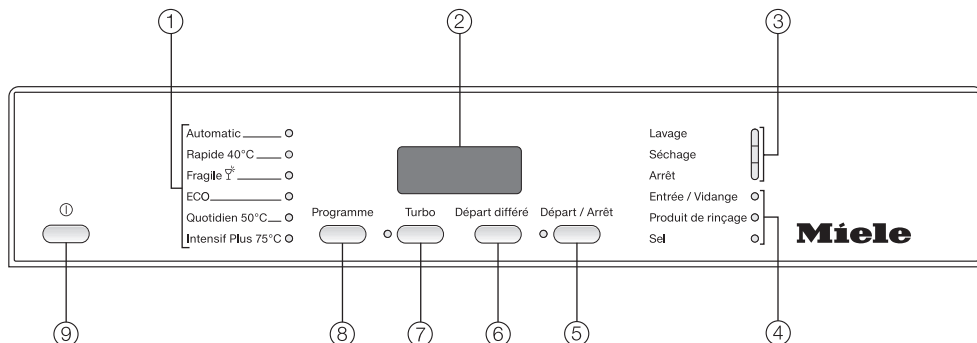 1 2 3
Automatic
Rapide 40°C
Fragile
ECO
Quotidien 50°C
Intensif Plus 75°C
Programme
Turbo
Départ différé
Départ / Arrêt
Lavage
Séchage
Arrêt
Entrée / Vidange
Produit de rinçage
Sel
Miele
9 8 7 6 5 4